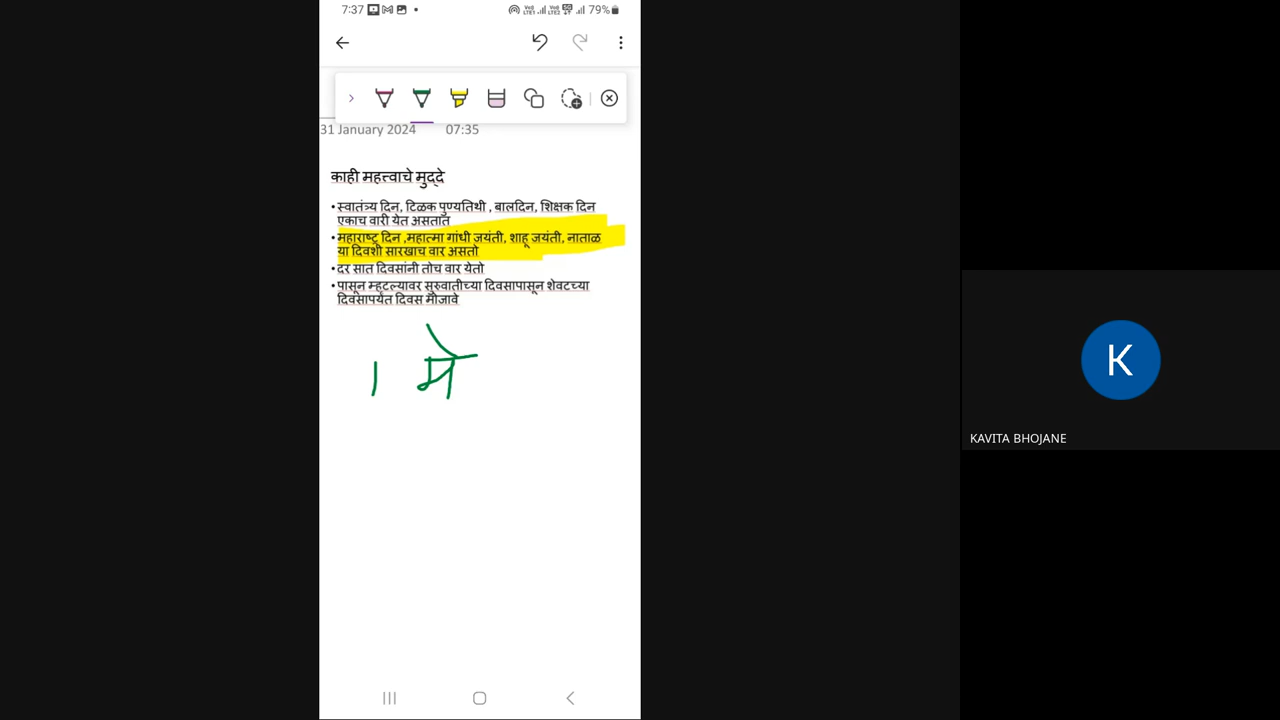 7:37 79%
31 January 2024 07:35
काही महत्त्वाचे मुद्दे
• स्वातंत्र्य दिन, टिळक पुण्यतिथी , बालदिन, शिक्षक दिन
एकाच वारी येत असतात
• महाराष्ट्र दिन ,महात्मा गांधी जयंती, शाहू जयंती, नाताळ
या दिवशी सारखाच वार असतो
• दर सात दिवसांनी तोच वार येतो
• पासून म्हटल्यावर सुरुवातीच्या दिवसापासून शेवटच्या
दिवसापर्यंत दिवस मोजावे
1 मे
K
KAVITA BHOJANE